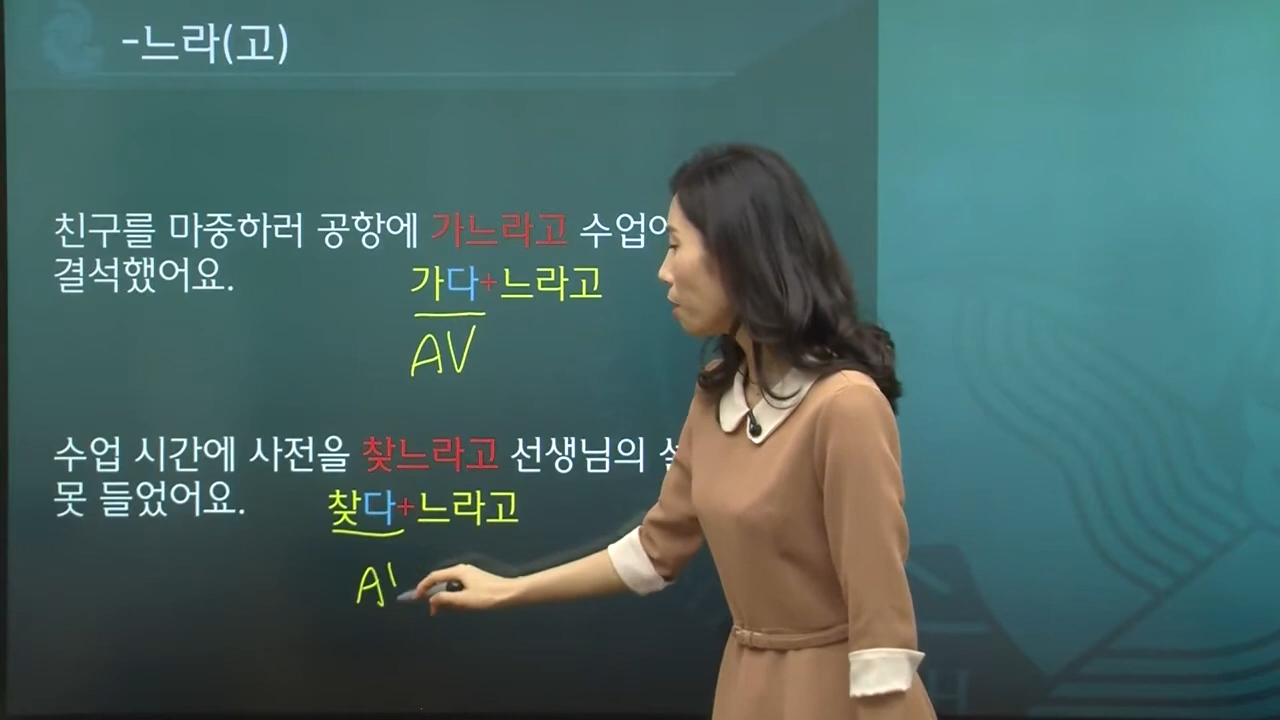 -느라(고)
친구를 마중하러 공항에 가느라고 수업에
결석했어요.
가다+느라고
AV
수업 시간에 사전을 찾느라고 선생님의
못 들었어요.
찾다+느라고
A